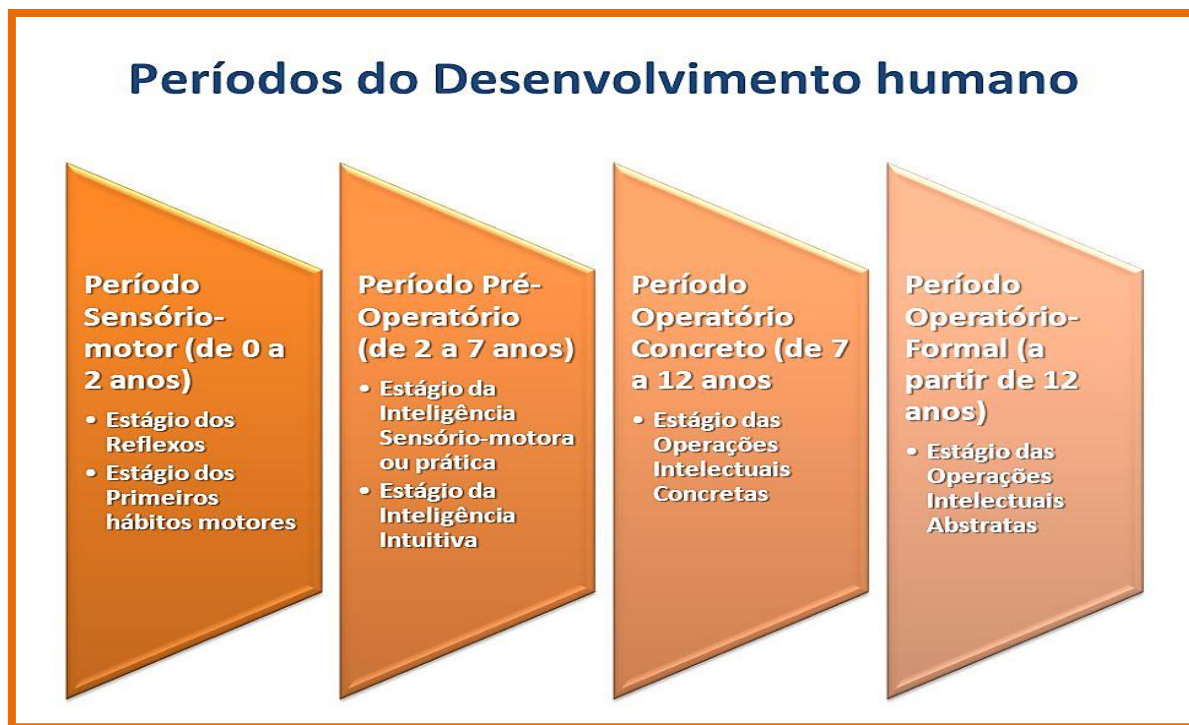 Períodos do Desenvolvimento humano
Período
Sensório-
motor (de 0 a
2 anos)
• Estágio dos
Reflexos
• Estágio dos
Primeiros
hábitos motores
Período Pré-
Operatório
(de 2 a 7 anos)
• Estágio da
Inteligência
Sensório-motora
ou prática
• Estágio da
Inteligência
Intuitiva
Período
Operatório
Concreto (de 7
a 12 anos
• Estágio das
Operações
Intelectuais
Concretas
Período
Operatório-
Formal (a
partir de 12
anos)
• Estágio das
Operações
Intelectuais
Abstratas